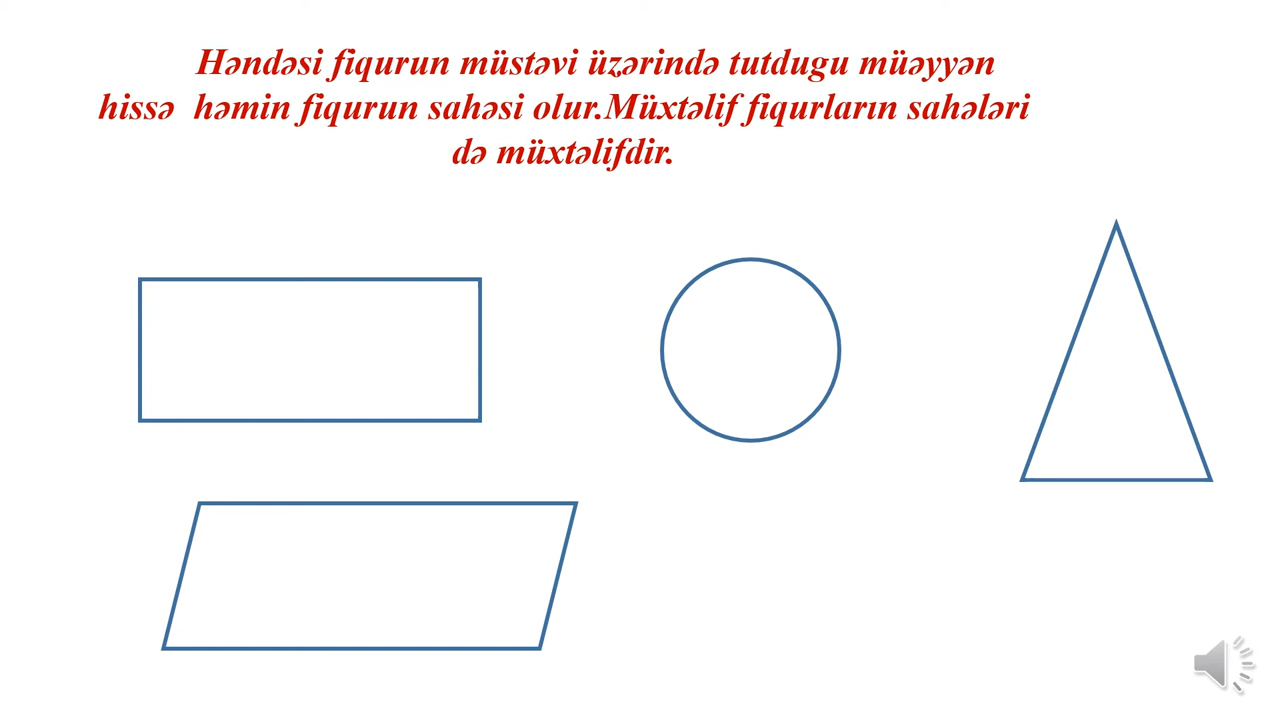 Həndəsi fiqurun müstəvi üzərində tutdugu müəyyən
hissə  həmin fiqurun sahəsi olur.Müxtəlif fiqurların sahələri
də müxtəlifdir.